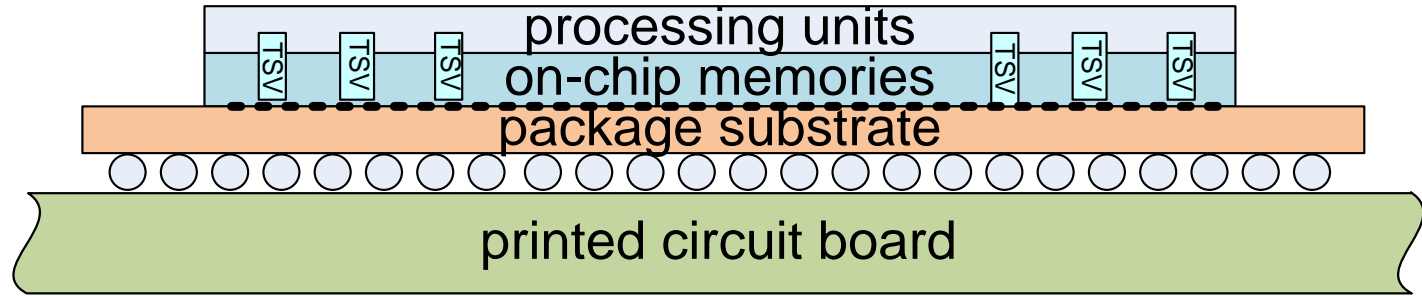 processing units
TSV TSV TSV TSV TSV TSV
on-chip memories
package substrate
printed circuit board